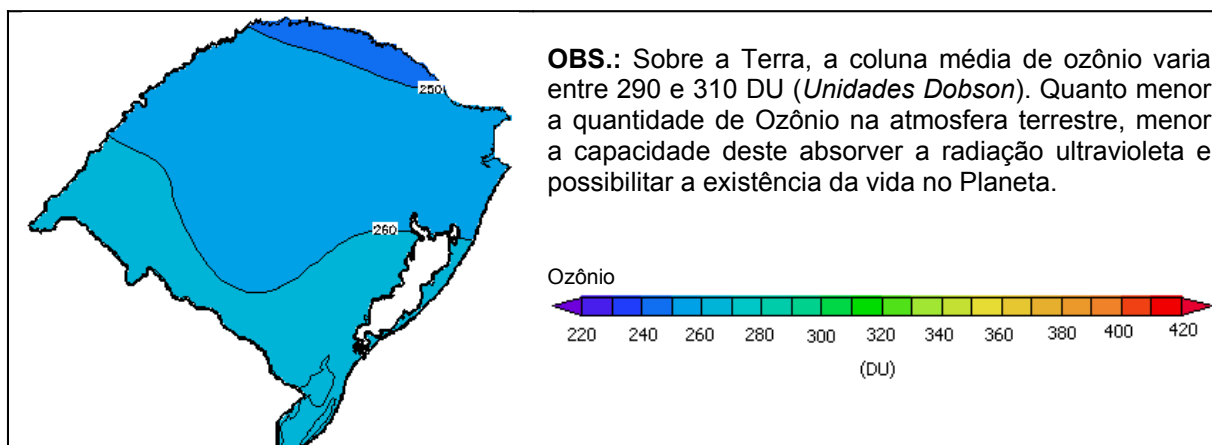 OBS.: Sobre a Terra, a coluna média de ozônio varia
entre 290 e 310 DU (Unidades Dobson). Quanto menor
a quantidade de Ozônio na atmosfera terrestre, menor
a capacidade deste absorver a radiação ultravioleta e
possibilitar a existência da vida no Planeta.
250
260
Ozônio
220 240 260 280 300 320 340 360 380 400 420
(DU)